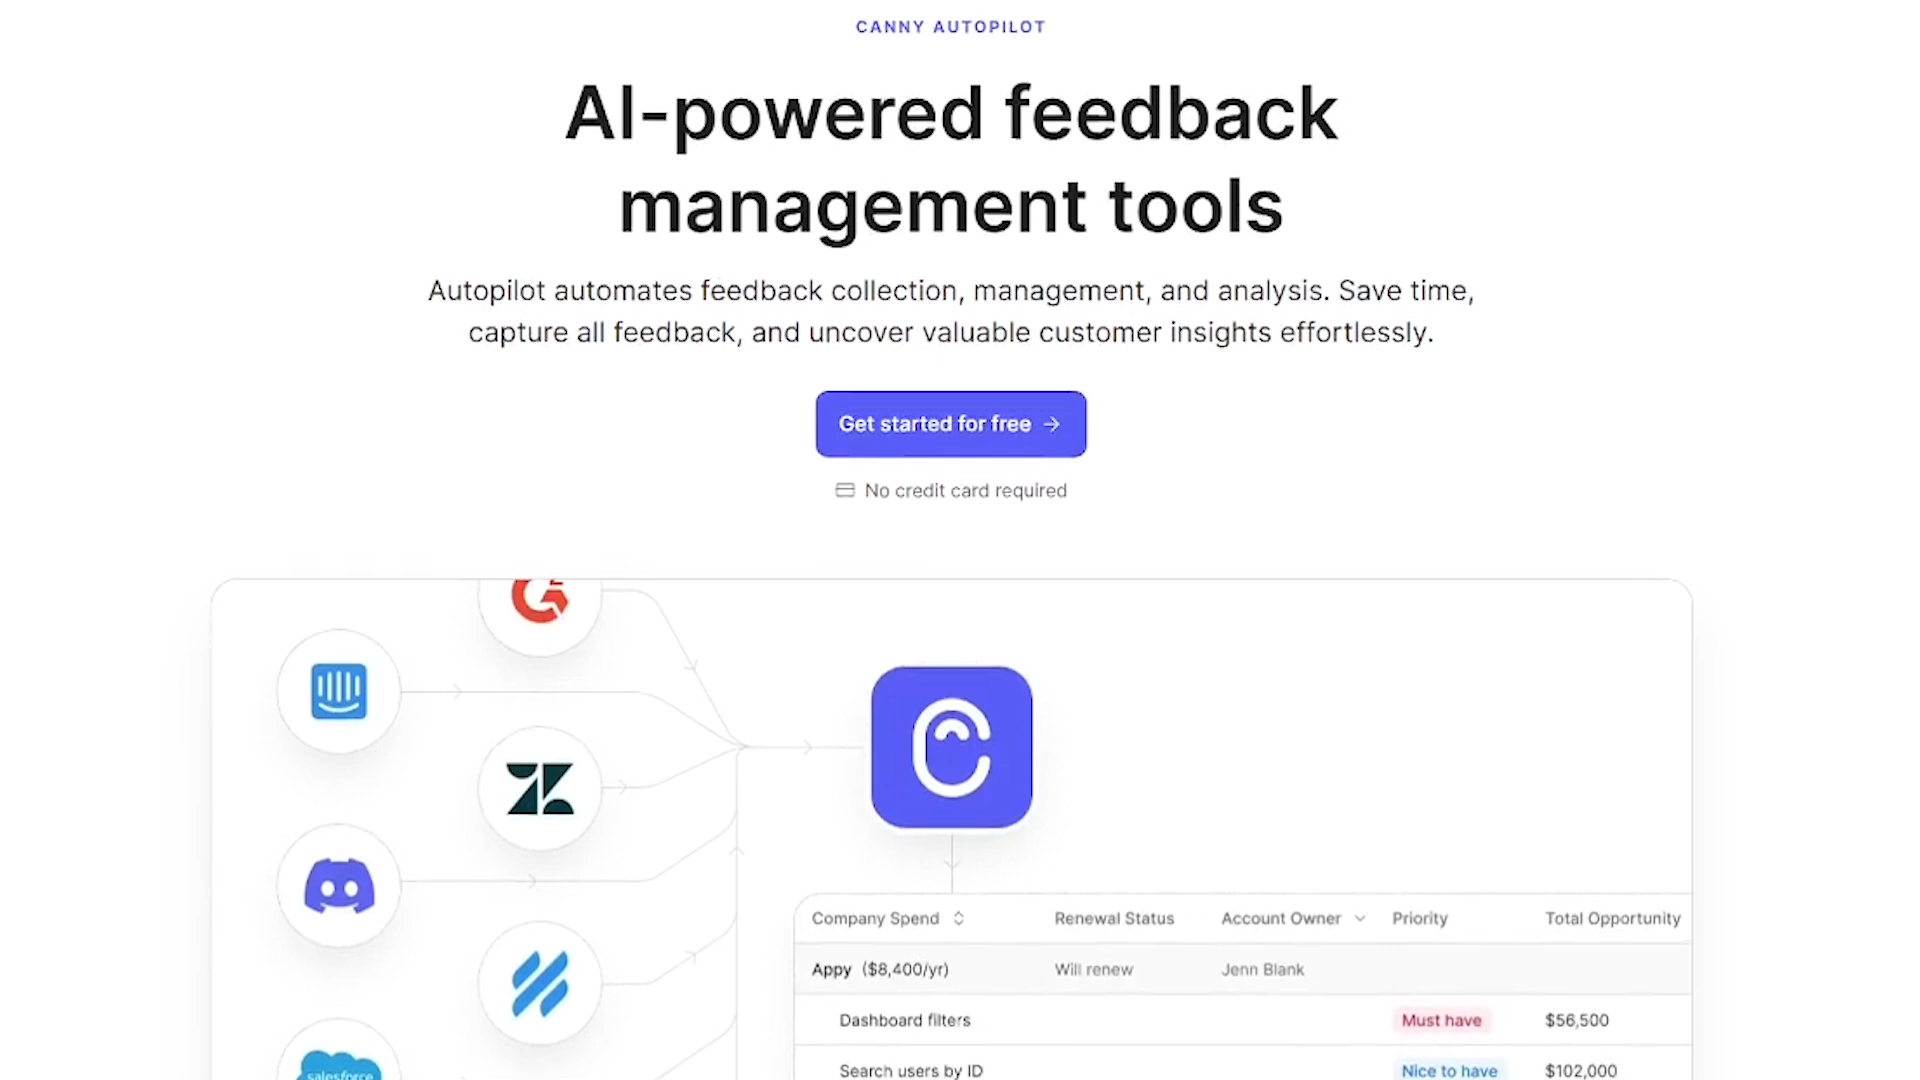 CANNY AUTOPILOT
AI-powered feedback
management tools
Autopilot automates feedback collection, management, and analysis. Save time,
capture all feedback, and uncover valuable customer insights effortlessly.
Get started for free →
No credit card required
salesforce
Company Spend Renewal Status Account Owner Priority Total Opportunity
Appy ($8,400/yr) Will renew Jenn Blank
Dashboard filters Must have $56,500
Search users by ID Nice to have $102,000